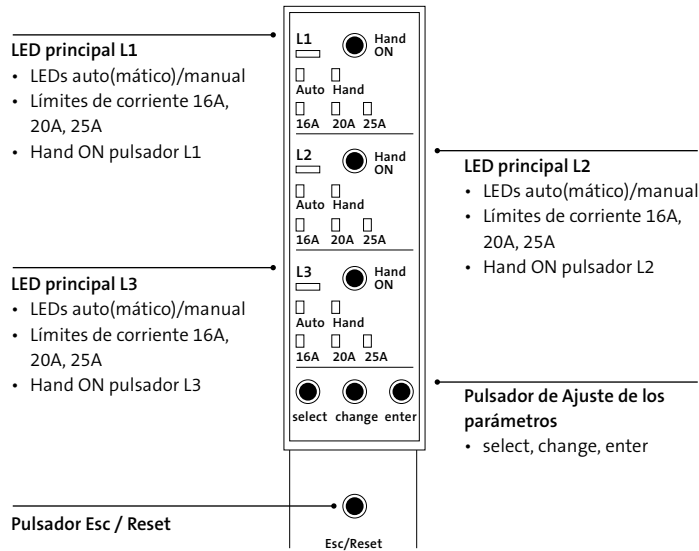 LED principal L1
• LEDs auto(mático)/manual
• Límites de corriente 16A,
20A, 25A
• Hand ON pulsador L1
LED principal L3
• LEDs auto(mático)/manual
• Límites de corriente 16A,
20A, 25A
• Hand ON pulsador L3
Pulsador Esc / Reset
L1
Hand
ON
Auto Hand
16A 20A 25A
L2
Hand
ON
Auto Hand
16A 20A 25A
L3
Hand
ON
Auto Hand
16A 20A 25A
select change enter
Esc/Reset
LED principal L2
• LEDs auto(mático)/manual
• Límites de corriente 16A,
20A, 25A
• Hand ON pulsador L2
Pulsador de Ajuste de los
parámetros
• select, change, enter